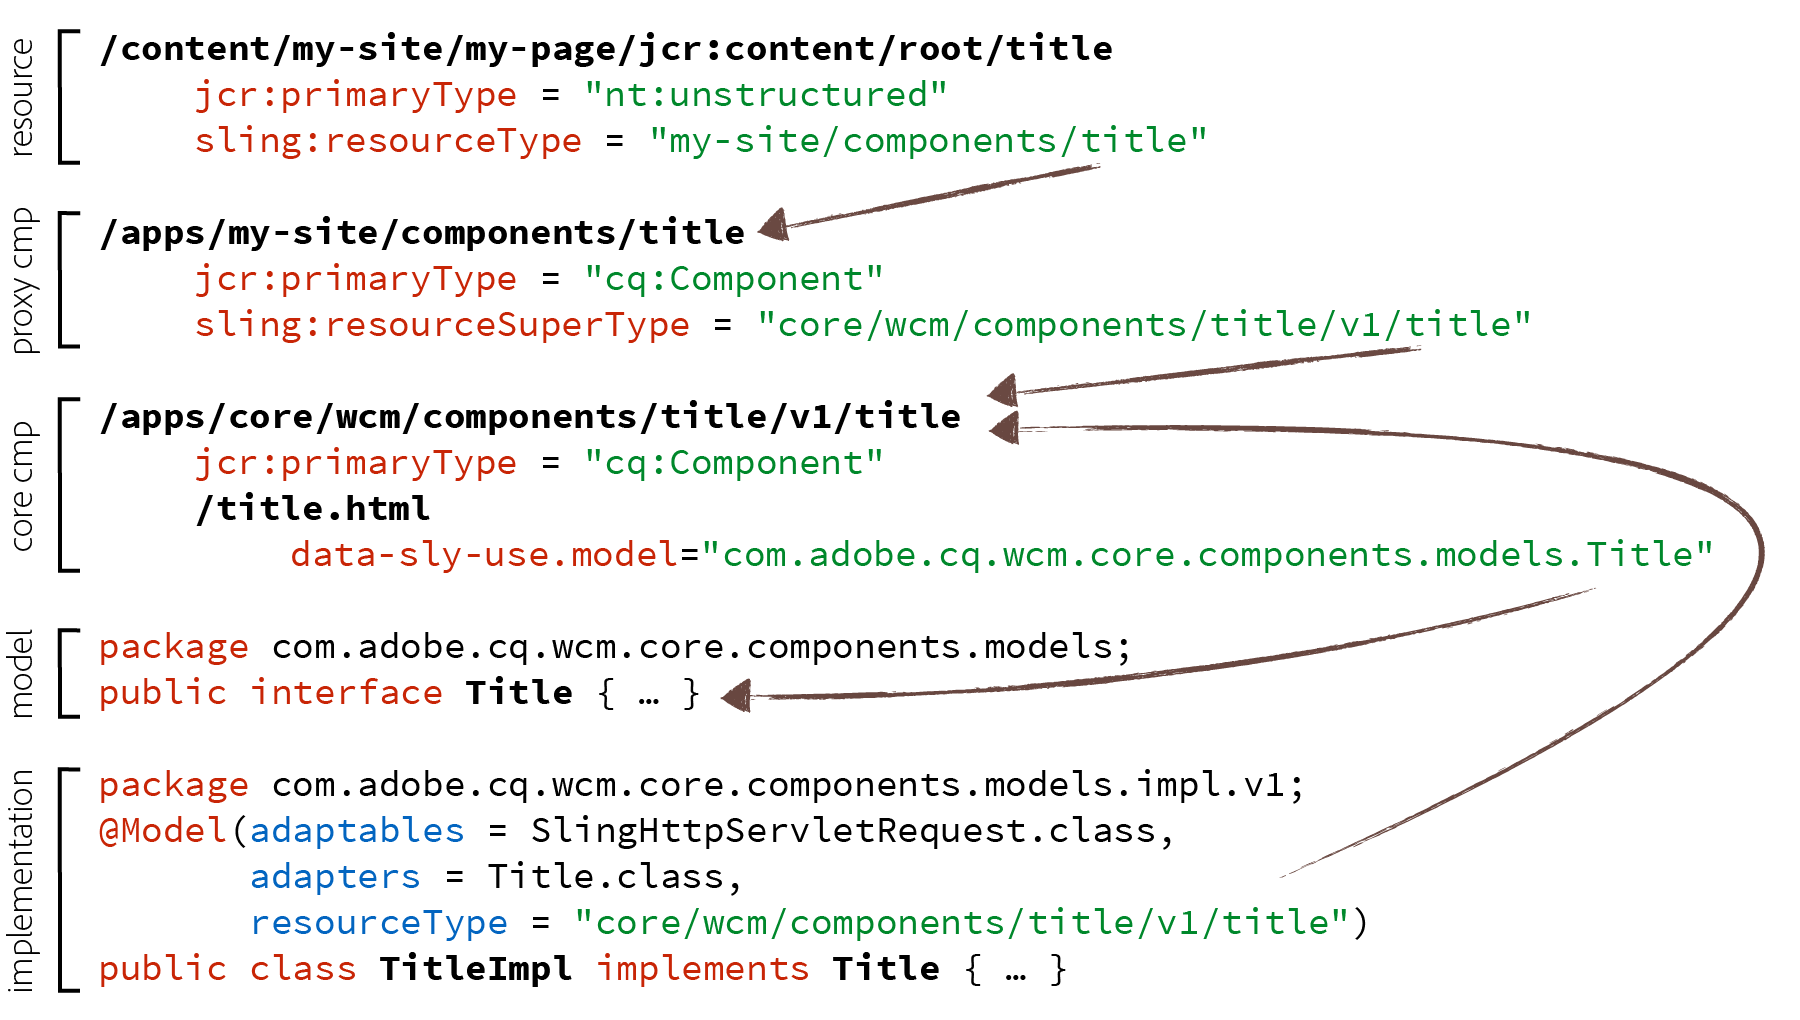 resource
/content/my-site/my-page/jcr:content/root/title
jcr:primaryType = "nt:unstructured"
sling:resourceType = "my-site/components/title"
proxy cmp
/apps/my-site/components/title
jcr:primaryType = "cq:Component"
sling:resourceSuperType = "core/wcm/components/title/v1/title"
core cmp
/apps/core/wcm/components/title/v1/title
jcr:primaryType = "cq:Component"
/title.html
data-sly-use.model="com.adobe.cq.wcm.core.components.models.Title"
model
package com.adobe.cq.wcm.core.components.models;
public interface Title { … }
implementation
package com.adobe.cq.wcm.core.components.models.impl.v1;
@Model(adaptables = SlingHttpServletRequest.class,
adapters = Title.class,
resourceType = "core/wcm/components/title/v1/title")
public class TitleImpl implements Title { … }